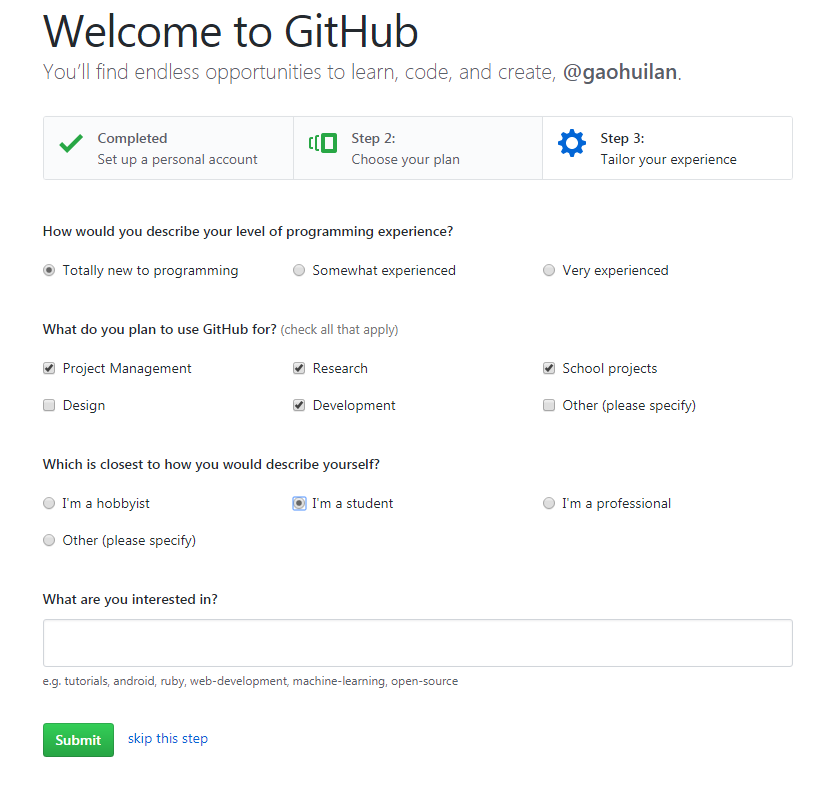 Welcome to GitHub
You'll find endless opportunities to learn, code, and create, @gaohuilan.
Completed
Set up a personal account
Step 2:
Choose your plan
Step 3:
Tailor your experience
How would you describe your level of programming experience?
Totally new to programming
Somewhat experienced
Very experienced
What do you plan to use GitHub for? (check all that apply)
Project Management
Research
School projects
Design
Development
Other (please specify)
Which is closest to how you would describe yourself?
I'm a hobbyist
I'm a student
I'm a professional
Other (please specify)
What are you interested in?
e.g. tutorials, android, ruby, web-development, machine-learning, open-source
Submit
skip this step